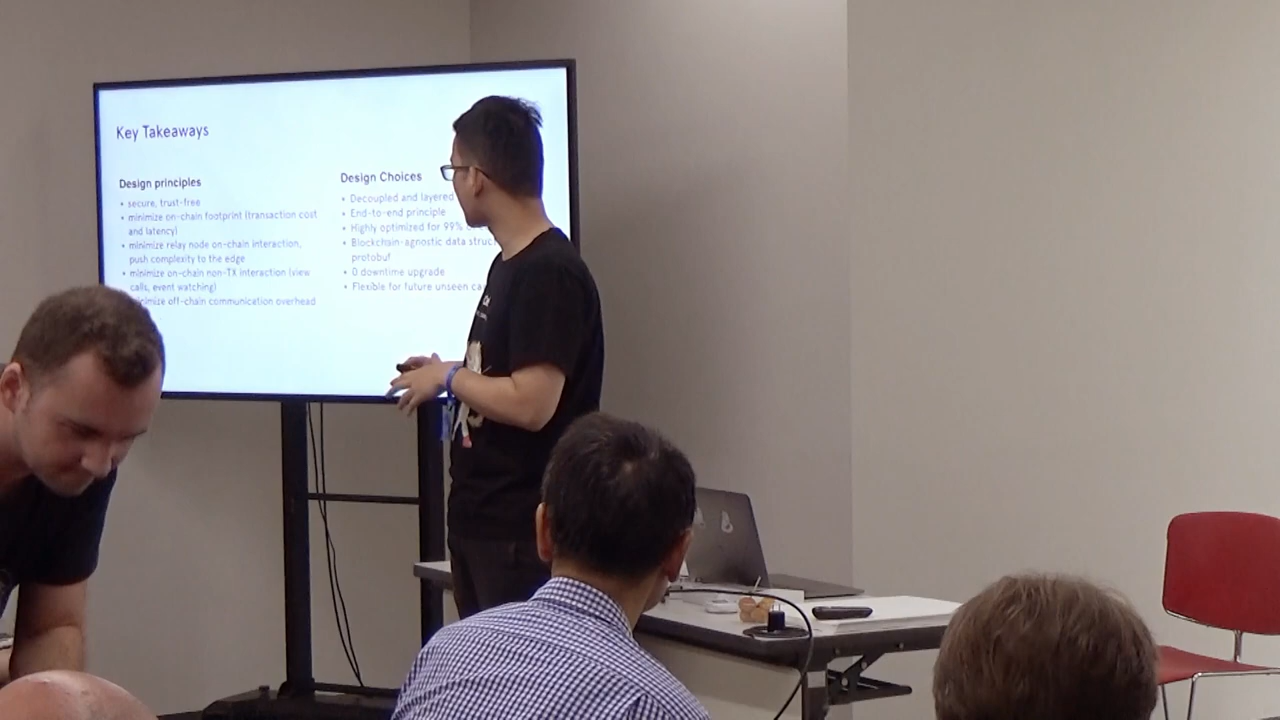 Key Takeaways
Design principles
• secure, trust-free
• minimize on-chain footprint (transaction cost
and latency)
• minimize relay node on-chain interaction,
push complexity to the edge
• minimize on-chain non-TX interaction (view
calls, event watching)
minimize off-chain communication overhead
Design Choices
• Decoupled and layered
• End-to-end principle
• Highly optimized for 99%
• Blockchain-agnostic data
protobuf
• 0 downtime upgrade
• Flexible for future unseen